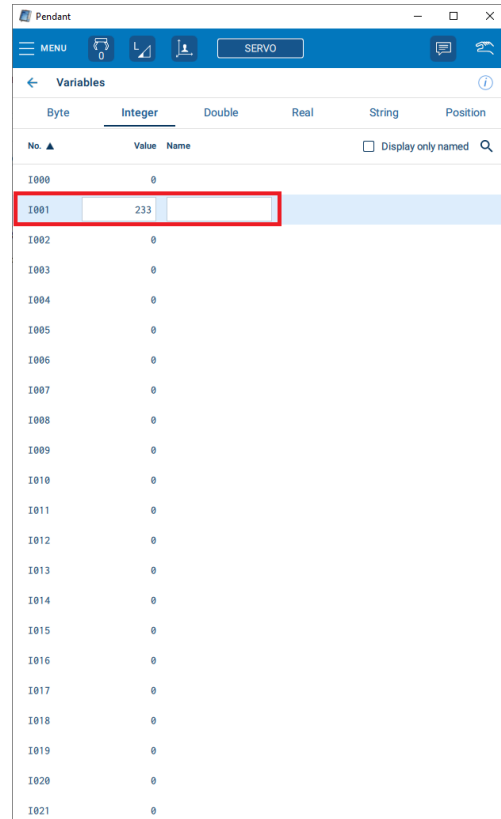 Pendant
MENU 0 L SERVO
Variables
Byte Integer Double Real String Position
No. ▲ Value Name Display only named
I000 0
I001 233
I002 0
I003 0
I004 0
I005 0
I006 0
I007 0
I008 0
I009 0
I010 0
I011 0
I012 0
I013 0
I014 0
I015 0
I016 0
I017 0
I018 0
I019 0
I020 0
I021 0